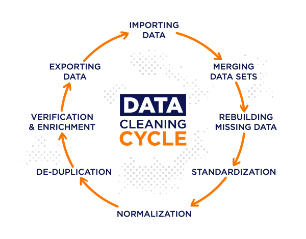 IMPORTING
DATA
MERGING
DATA SETS
REBUILDING
MISSING DATA
STANDARDIZATION
NORMALIZATION
DE-DUPLICATION
VERIFICATION
& ENRICHMENT
EXPORTING
DATA
DATA
CLEANING
CYCLE